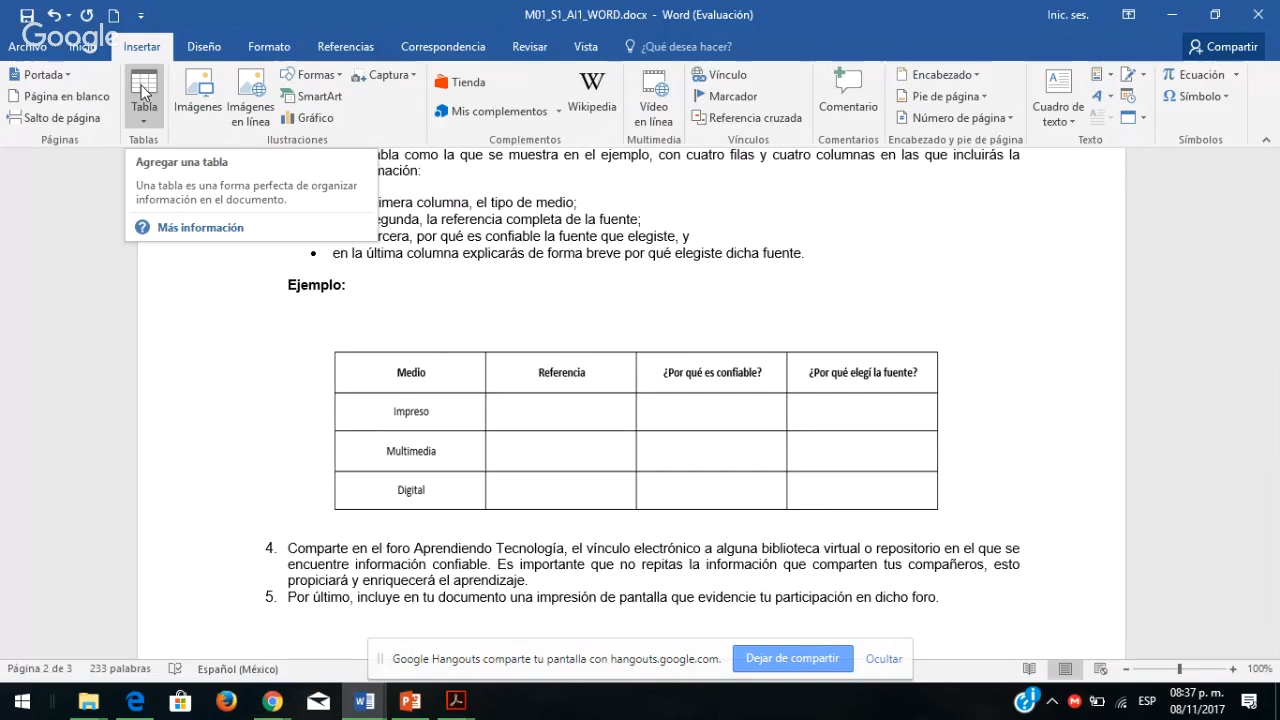 M01_S1_AI1_WORD.docx - Word (Evaluación)
Inic. ses.
Google
Archivo Inicio Insertar Diseño Formato Referencias Correspondencia Revisar Vista ¿Qué desea hacer? Compartir
Portada
Página en blanco
Salto de página
Páginas
Tabla
Tablas
Imágenes
Imágenes en línea
Formas
SmartArt
Gráfico
Captura
Ilustraciones
Tienda
Mis complementos
W
Wikipedia
Complementos
Vídeo en línea
Multimedia
Vínculo
Marcador
Referencia cruzada
Vínculos
Comentario
Comentarios
Encabezado
Pie de página
Número de página
Encabezado y pie de página
Cuadro de texto
A
A
Texto
π Ecuación
Ω Símbolo
Símbolos
Agregar una tabla
Una tabla es una forma perfecta de organizar
información en el documento.
? Más información
abla como la que se muestra en el ejemplo, con cuatro filas y cuatro columnas en las que incluirás la
mación:
imera columna, el tipo de medio;
egunda, la referencia completa de la fuente;
rcera, por qué es confiable la fuente que elegiste, y
• en la última columna explicarás de forma breve por qué elegiste dicha fuente.
Ejemplo:
Medio Referencia ¿Por qué es confiable? ¿Por qué elegí la fuente?
Impreso
Multimedia
Digital
4. Comparte en el foro Aprendiendo Tecnología, el vínculo electrónico a alguna biblioteca virtual o repositorio en el que se
encuentre información confiable. Es importante que no repitas la información que comparten tus compañeros, esto
propiciará y enriquecerá el aprendizaje.
5. Por último, incluye en tu documento una impresión de pantalla que evidencie tu participación en dicho foro.
Google Hangouts comparte tu pantalla con hangouts.google.com. Dejar de compartir Ocultar
Página 2 de 3 233 palabras Español (México) 100%
ESP
08:37 p. m.
08/11/2017